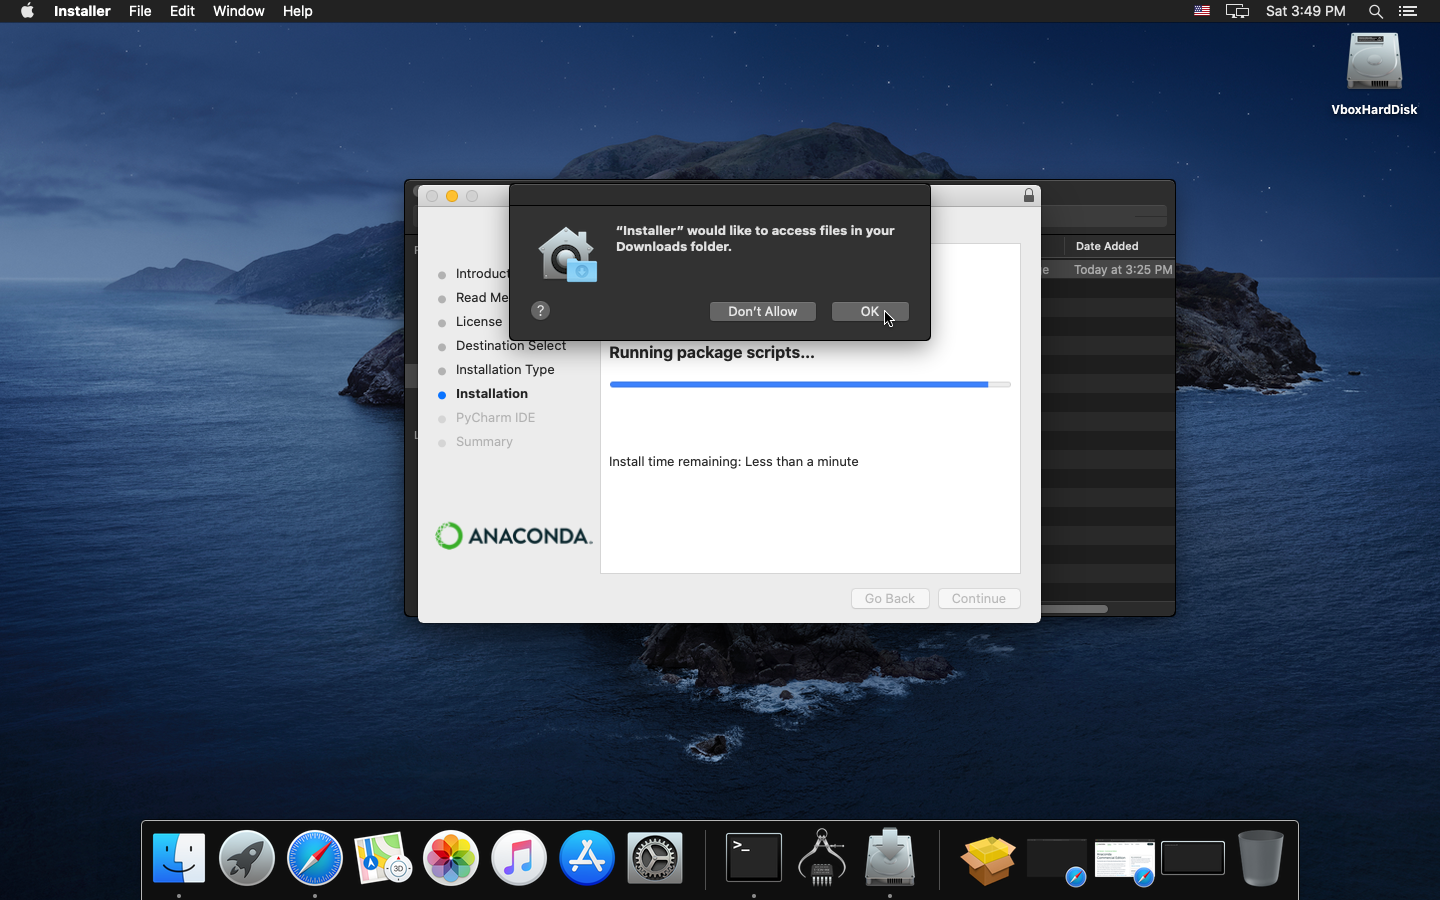 Installer File Edit Window Help
Sat 3:49 PM
VboxHardDisk
“Installer” would like to access files in your
Downloads folder.
?
Don’t Allow
OK
Date Added
Today at 3:25 PM
Introduct
Read Me
License
Destination Select
Installation Type
Installation
PyCharm IDE
Summary
Running package scripts...
Install time remaining: Less than a minute
ANACONDA.
Go Back
Continue
>_
3D